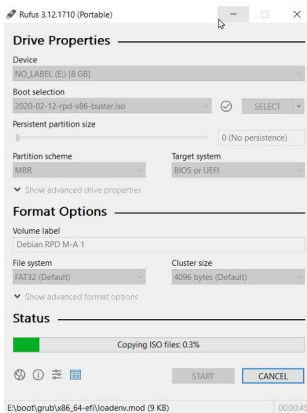 Rufus 3.12.1710 (Portable)
Drive Properties
Device
NO_LABEL (E:) [8 GB]
Boot selection
2020-02-12-rpd-x86-buster.iso
SELECT
Persistent partition size
0 (No persistence)
Partition scheme
Target system
MBR
BIOS or UEFI
Show advanced drive properties
Format Options
Volume label
Debian RPD M-A 1
File system
Cluster size
FAT32 (Default)
4096 bytes (Default)
Show advanced format options
Status
Copying ISO files: 0.3%
START
CANCEL
E:\boot\grub\x86_64-efi\loadenv.mod (9 KB)
00:00:45